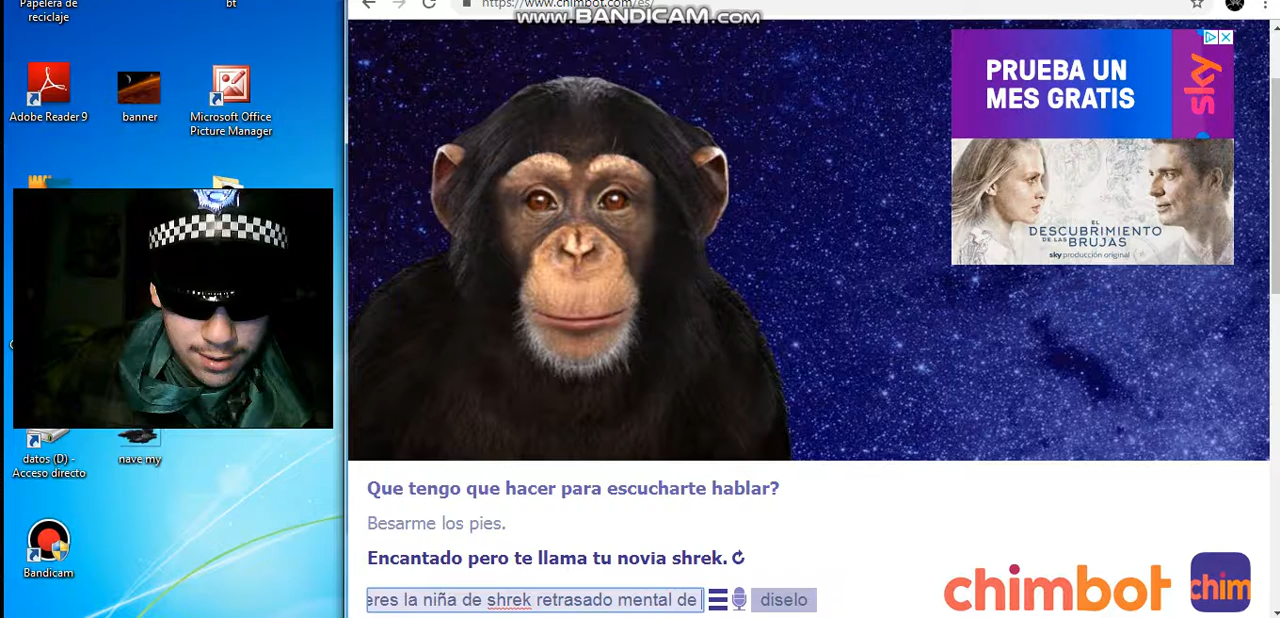 Papelera de
reciclaje
bt
https://www.chimbot.com/es/
www.BANDICAM.com
Adobe Reader 9
banner
Microsoft Office
Picture Manager
PRUEBA UN
MES GRATIS
sky
EL
DESCUBRIMIENTO
DE LAS BRUJAS
sky producción original
datos (D) -
Acceso directo
nave my
Bandicam
Que tengo que hacer para escucharte hablar?
Besarme los pies.
Encantado pero te llama tu novia shrek.
eres la niña de shrek retrasado mental de
diselo
chimbot
chim